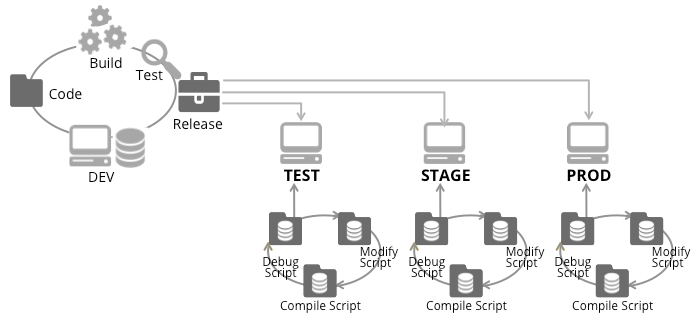 Build
Test
Code
Release
DEV
TEST
STAGE
PROD
Debug
Script
Modify
Script
Compile Script
Debug
Script
Modify
Script
Compile Script
Debug
Script
Modify
Script
Compile Script